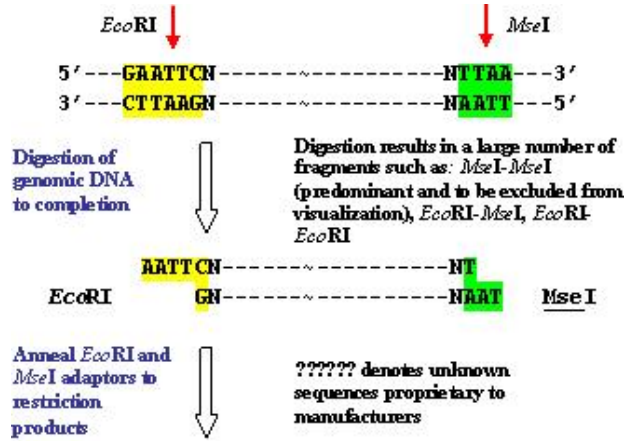 EcoRI MseI
5'---GAATTCN----------~-----------NTTAA---3'
3'---CTTAAGN----------~-----------NAATT---5'
Digestion of
genomic DNA
to completion
Digestion results in a large number of
fragments such as: MseI-MseI
(predominant and to be excluded from
visualization), EcoRI-MseI, EcoRI-
EcoRI
AATTCN----------~-----------NT
EcoRI GN----------~-----------NAAT MseI
Anneal EcoRI and
MseI adaptors to
restriction
products
?????? denotes unknown
sequences proprietary to
manufacturers